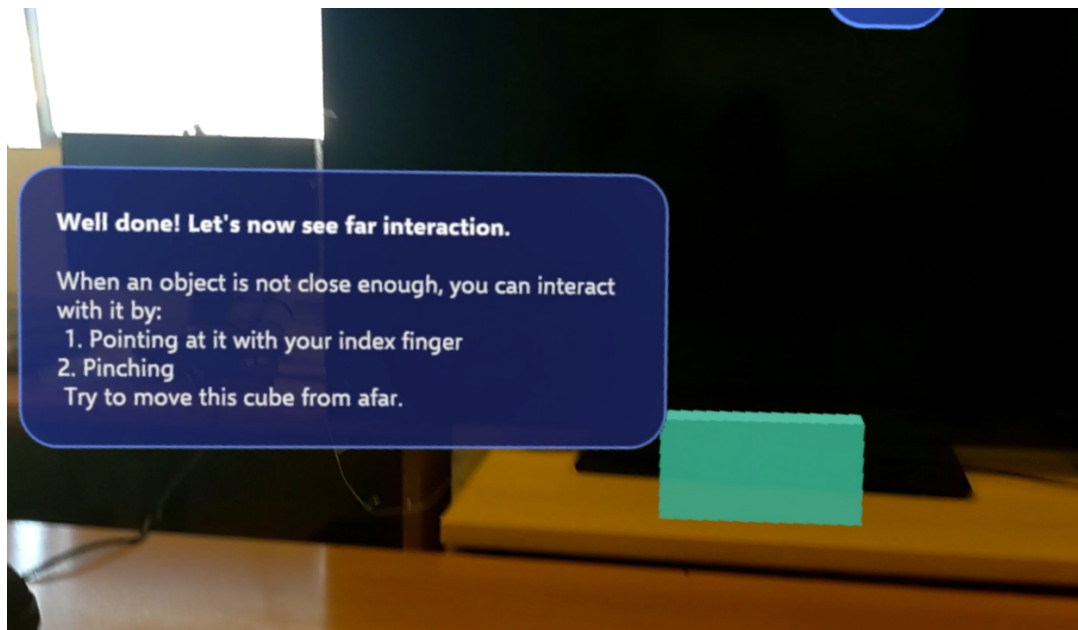 Well done! Let's now see far interaction.
When an object is not close enough, you can interact
with it by:
1. Pointing at it with your index finger
2. Pinching
Try to move this cube from afar.